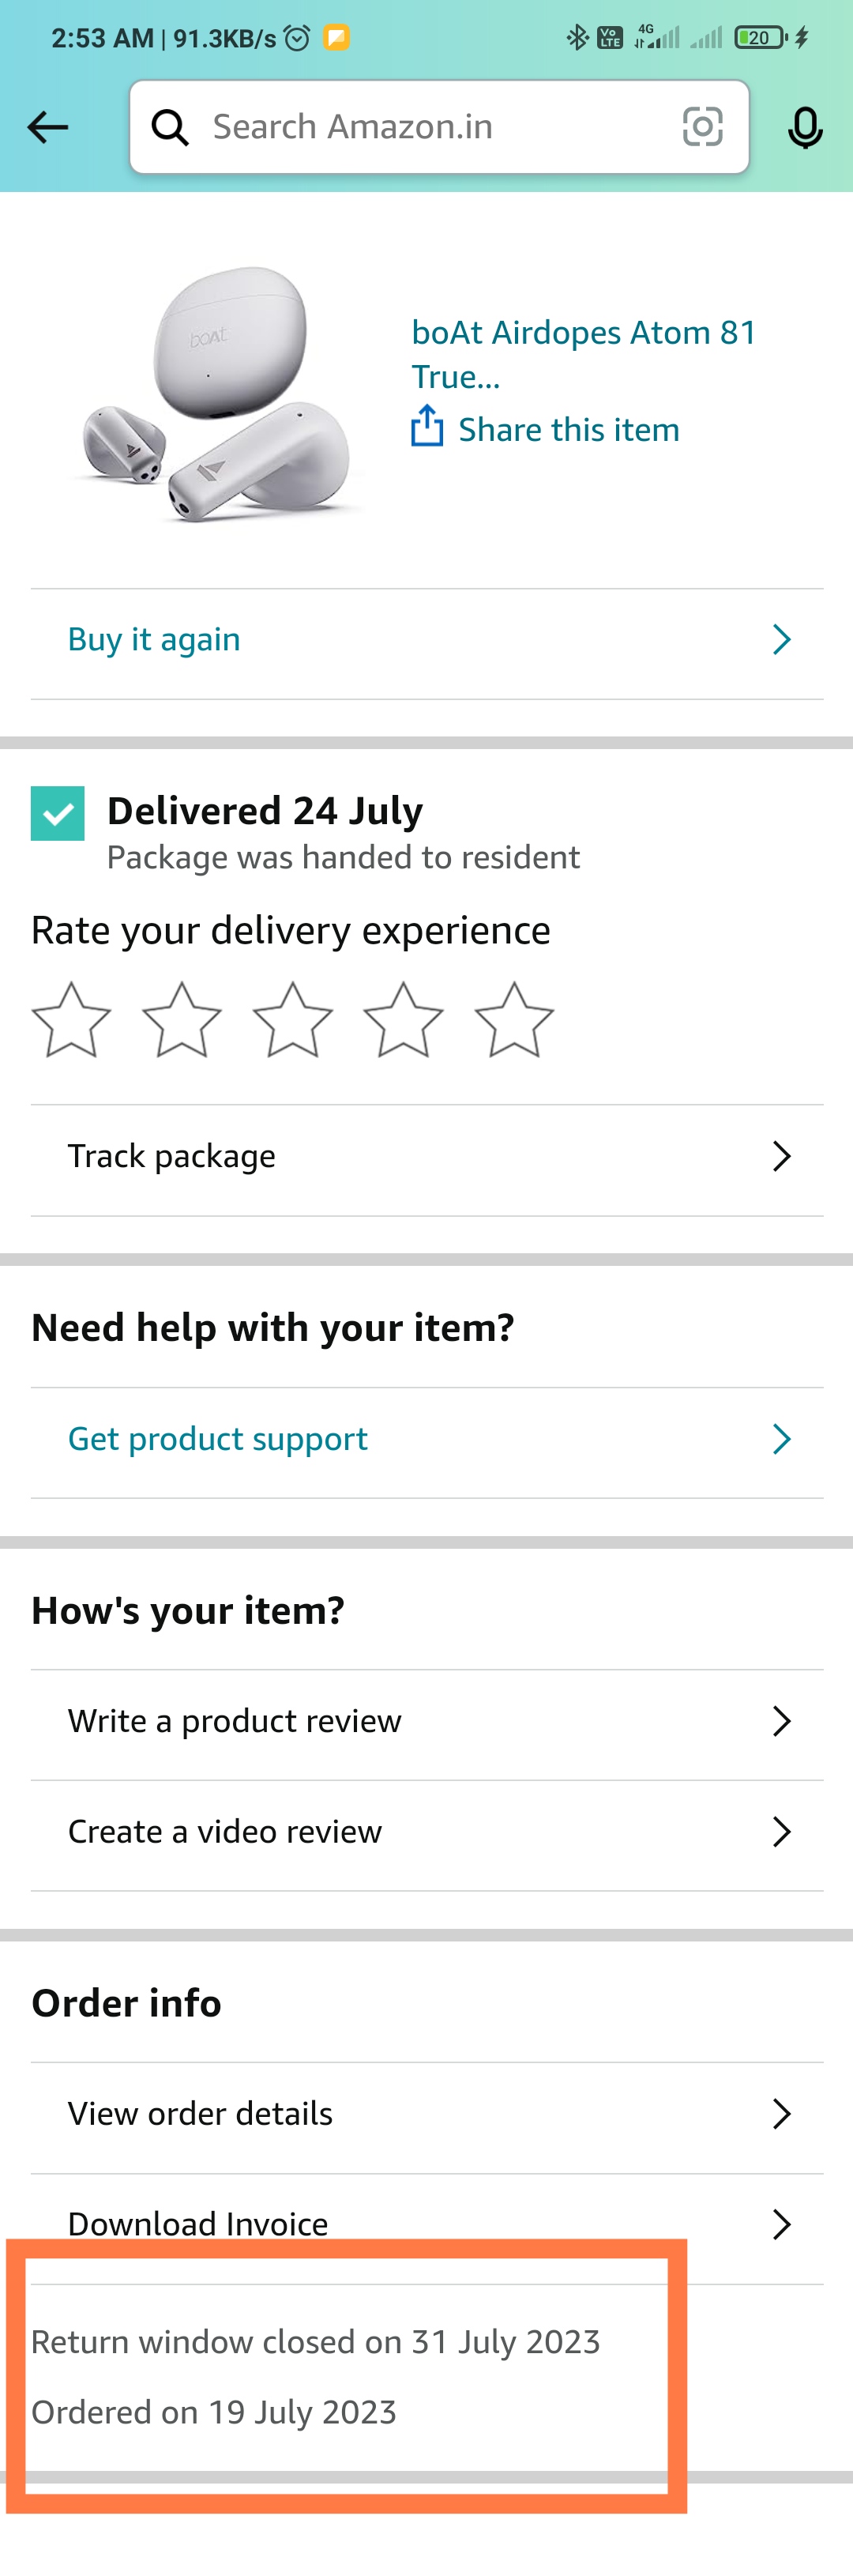 2:53 AM | 91.3KB/s
Vo LTE 4G 20
Search Amazon.in
boAt
boAt Airdopes Atom 81
True...
Share this item
Buy it again
Delivered 24 July
Package was handed to resident
Rate your delivery experience
Track package
Need help with your item?
Get product support
How's your item?
Write a product review
Create a video review
Order info
View order details
Download Invoice
Return window closed on 31 July 2023
Ordered on 19 July 2023